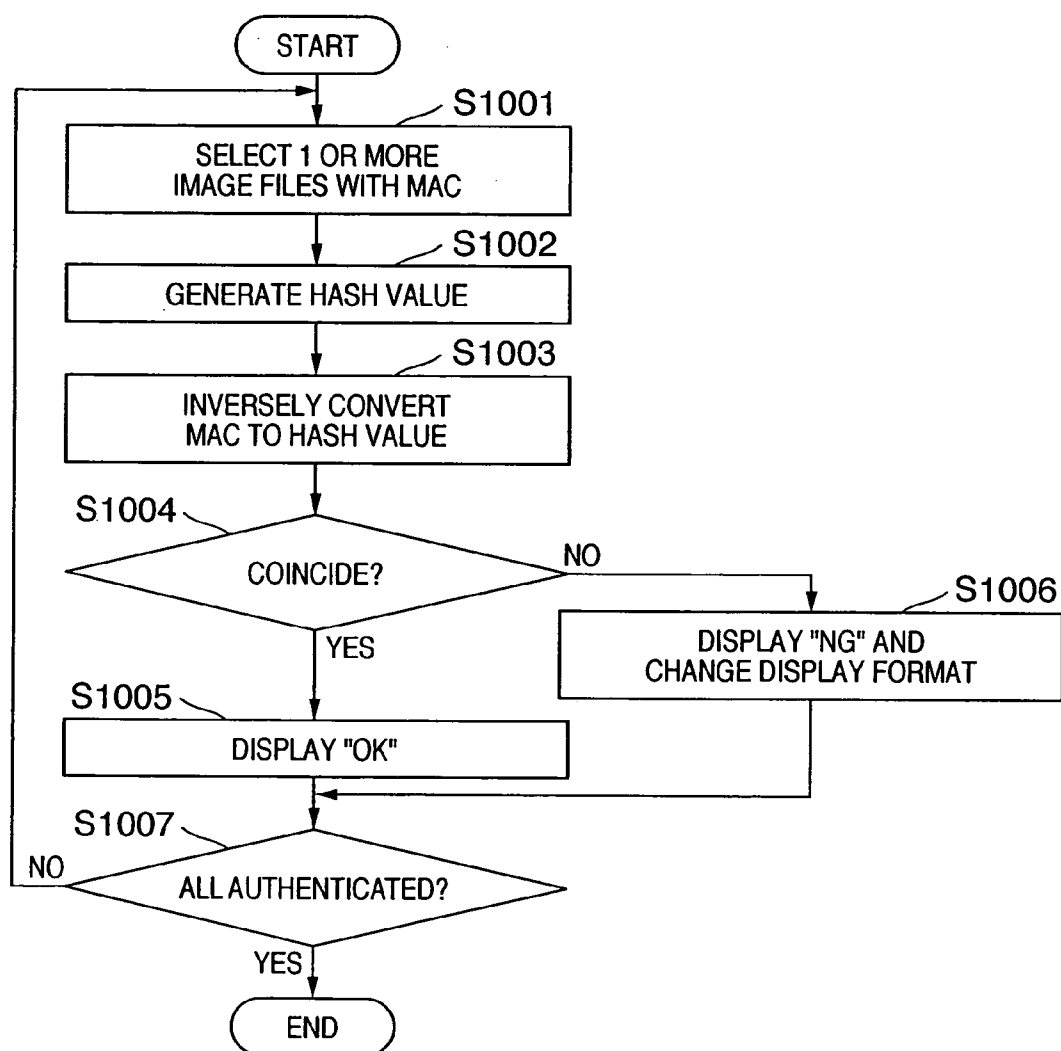 START
S1001
SELECT 1 OR MORE
IMAGE FILES WITH MAC
S1002
GENERATE HASH VALUE
S1003
INVERSELY CONVERT
MAC TO HASH VALUE
S1004
COINCIDE?
NO
YES
S1006
DISPLAY "NG" AND
CHANGE DISPLAY FORMAT
S1005
DISPLAY "OK"
S1007
NO
ALL AUTHENTICATED?
YES
END